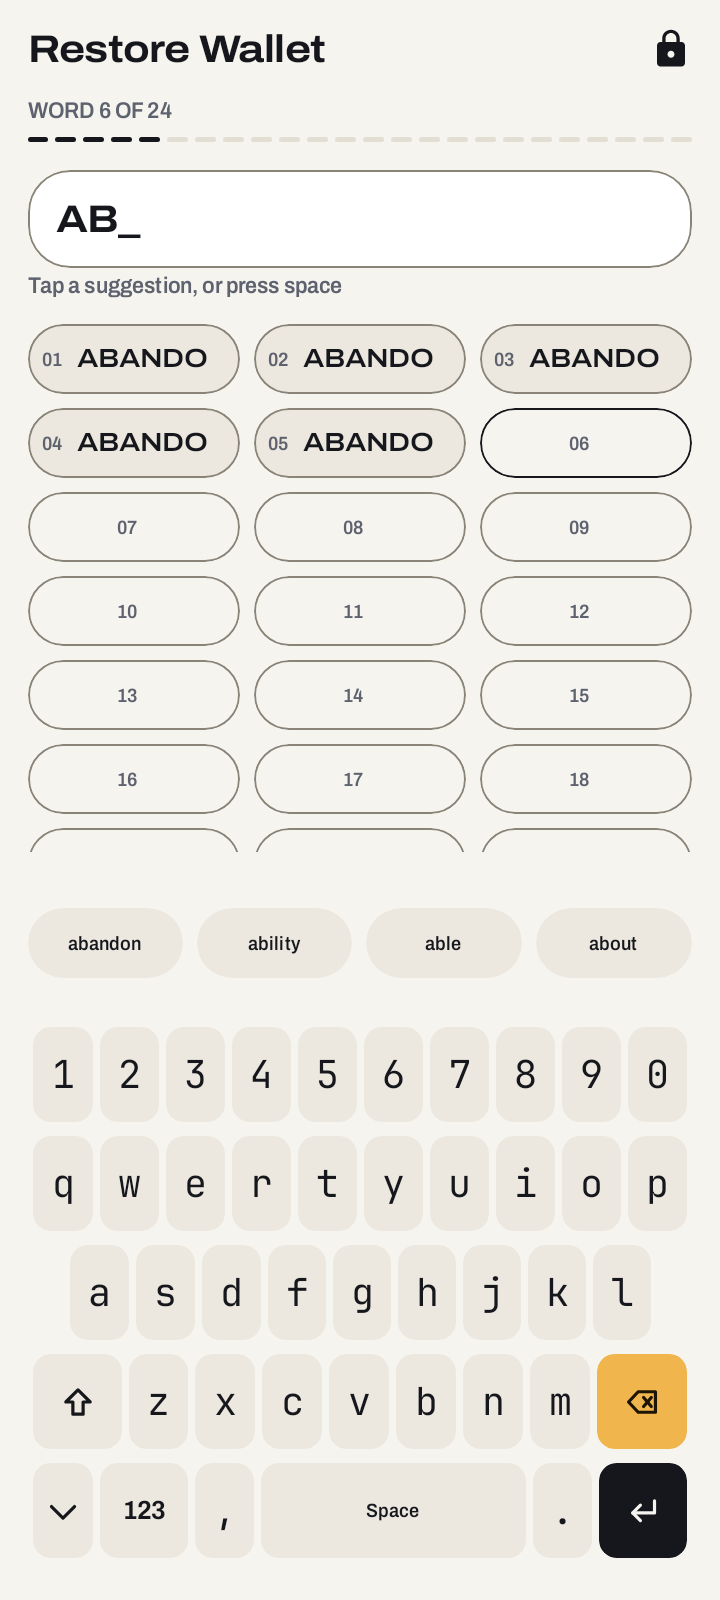 Restore Wallet
WORD 6 OF 24
AB_
Tap a suggestion, or press space
01 ABANDO 02 ABANDO 03 ABANDO
04 ABANDO 05 ABANDO 06
07 08 09
10 11 12
13 14 15
16 17 18
abandon ability able about
1 2 3 4 5 6 7 8 9 0
q w e r t y u i o p
a s d f g h j k l
z x c v b n m
123 , Space .